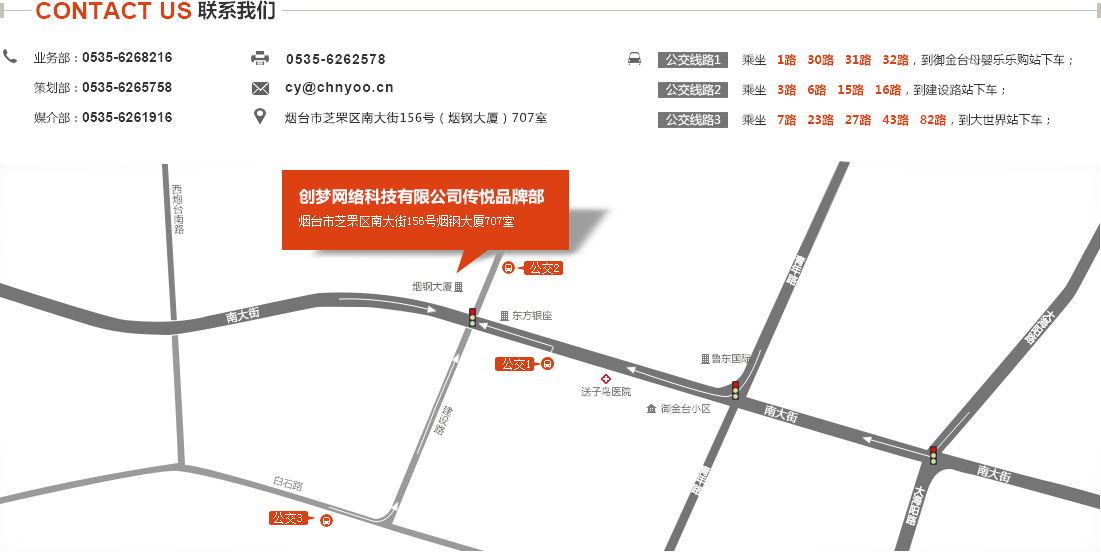 CONTACT US 联系我们
业务部：0535-6268216
策划部：0535-6265758
媒介部：0535-6261916
0535-6262578
cy@chnyoo.cn
烟台市芝罘区南大街156号（烟钢大厦）707室
公交线路1 乘坐 1路 30路 31路 32路，到御金台母婴乐乐购站下车；
公交线路2 乘坐 3路 6路 15路 16路，到建设路站下车；
公交线路3 乘坐 7路 23路 27路 43路 82路，到大世界站下车；
西炮台南路
创梦网络科技有限公司传悦品牌部
烟台市芝罘区南大街156号烟钢大厦707室
公交2
烟钢大厦
南大街
东方银座
公交1
送子鸟医院
鲁东国际
御金台小区
南大街
南大街
白石路
公交3